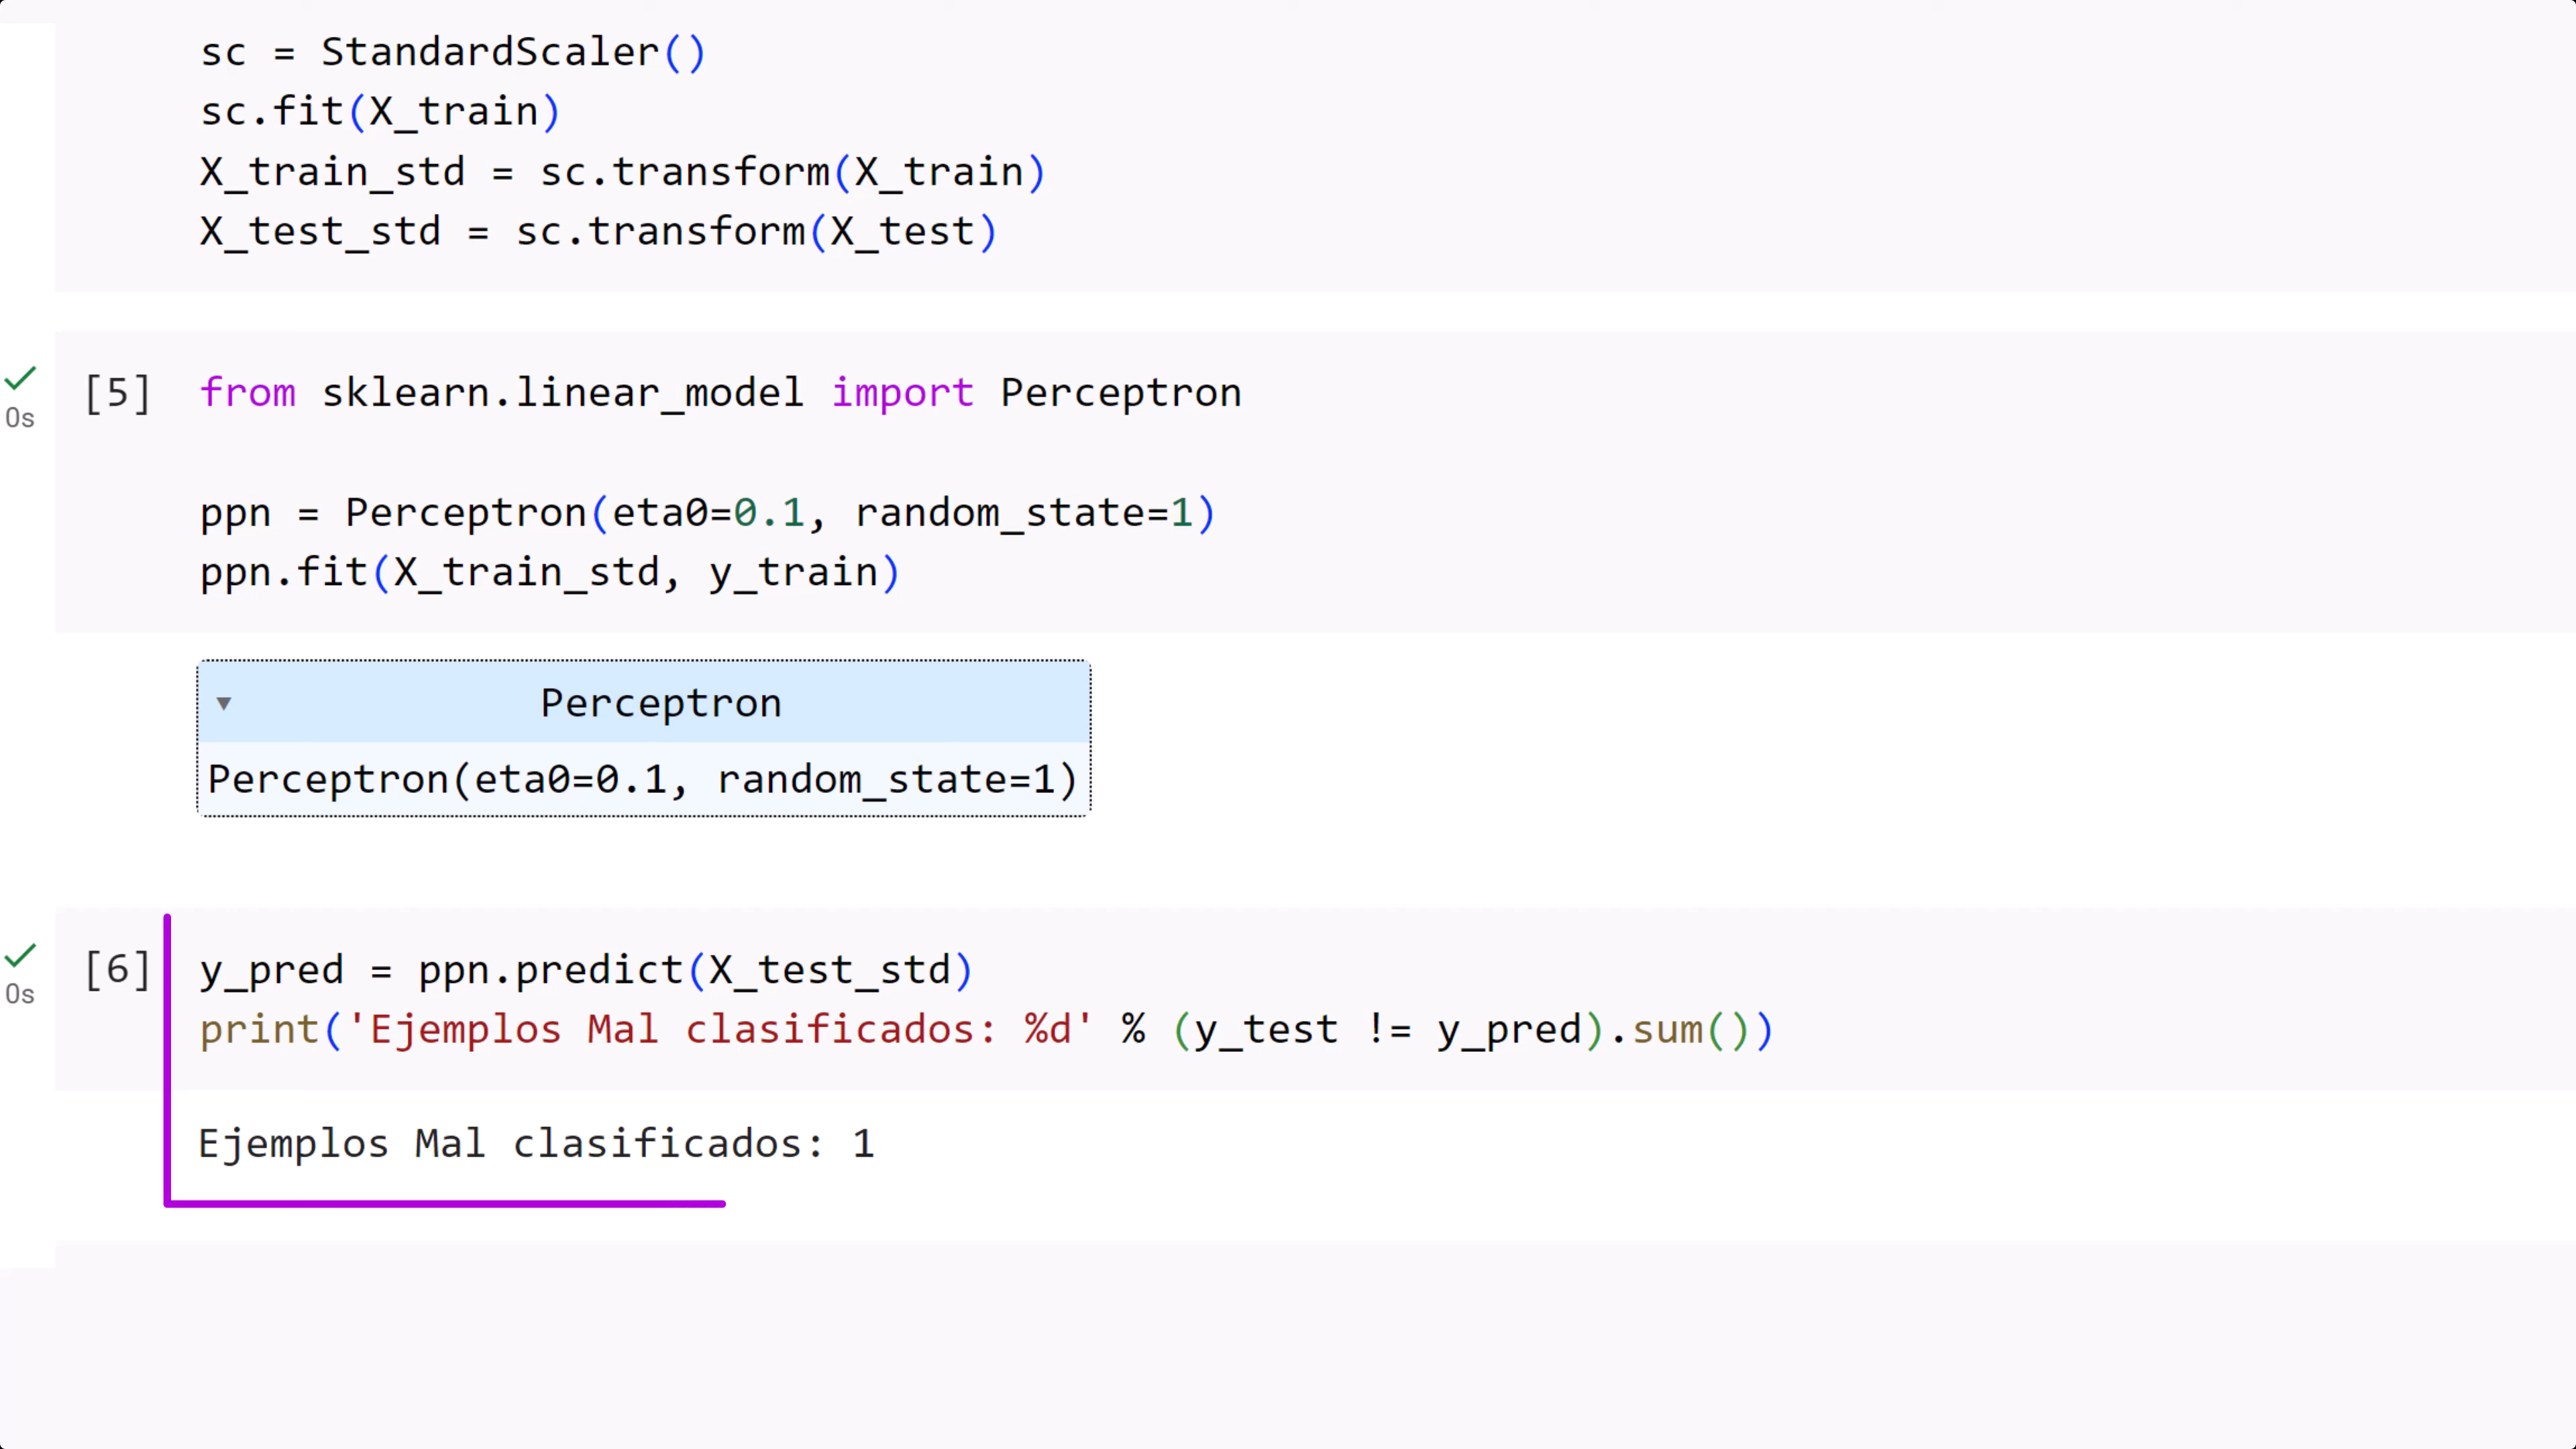 sc = StandardScaler()
sc.fit(X_train)
X_train_std = sc.transform(X_train)
X_test_std = sc.transform(X_test)
[5] from sklearn.linear_model import Perceptron
0s
ppn = Perceptron(eta0=0.1, random_state=1)
ppn.fit(X_train_std, y_train)
Perceptron
Perceptron(eta0=0.1, random_state=1)
[6] y_pred = ppn.predict(X_test_std)
0s
print('Ejemplos Mal clasificados: %d' % (y_test != y_pred).sum())
Ejemplos Mal clasificados: 1